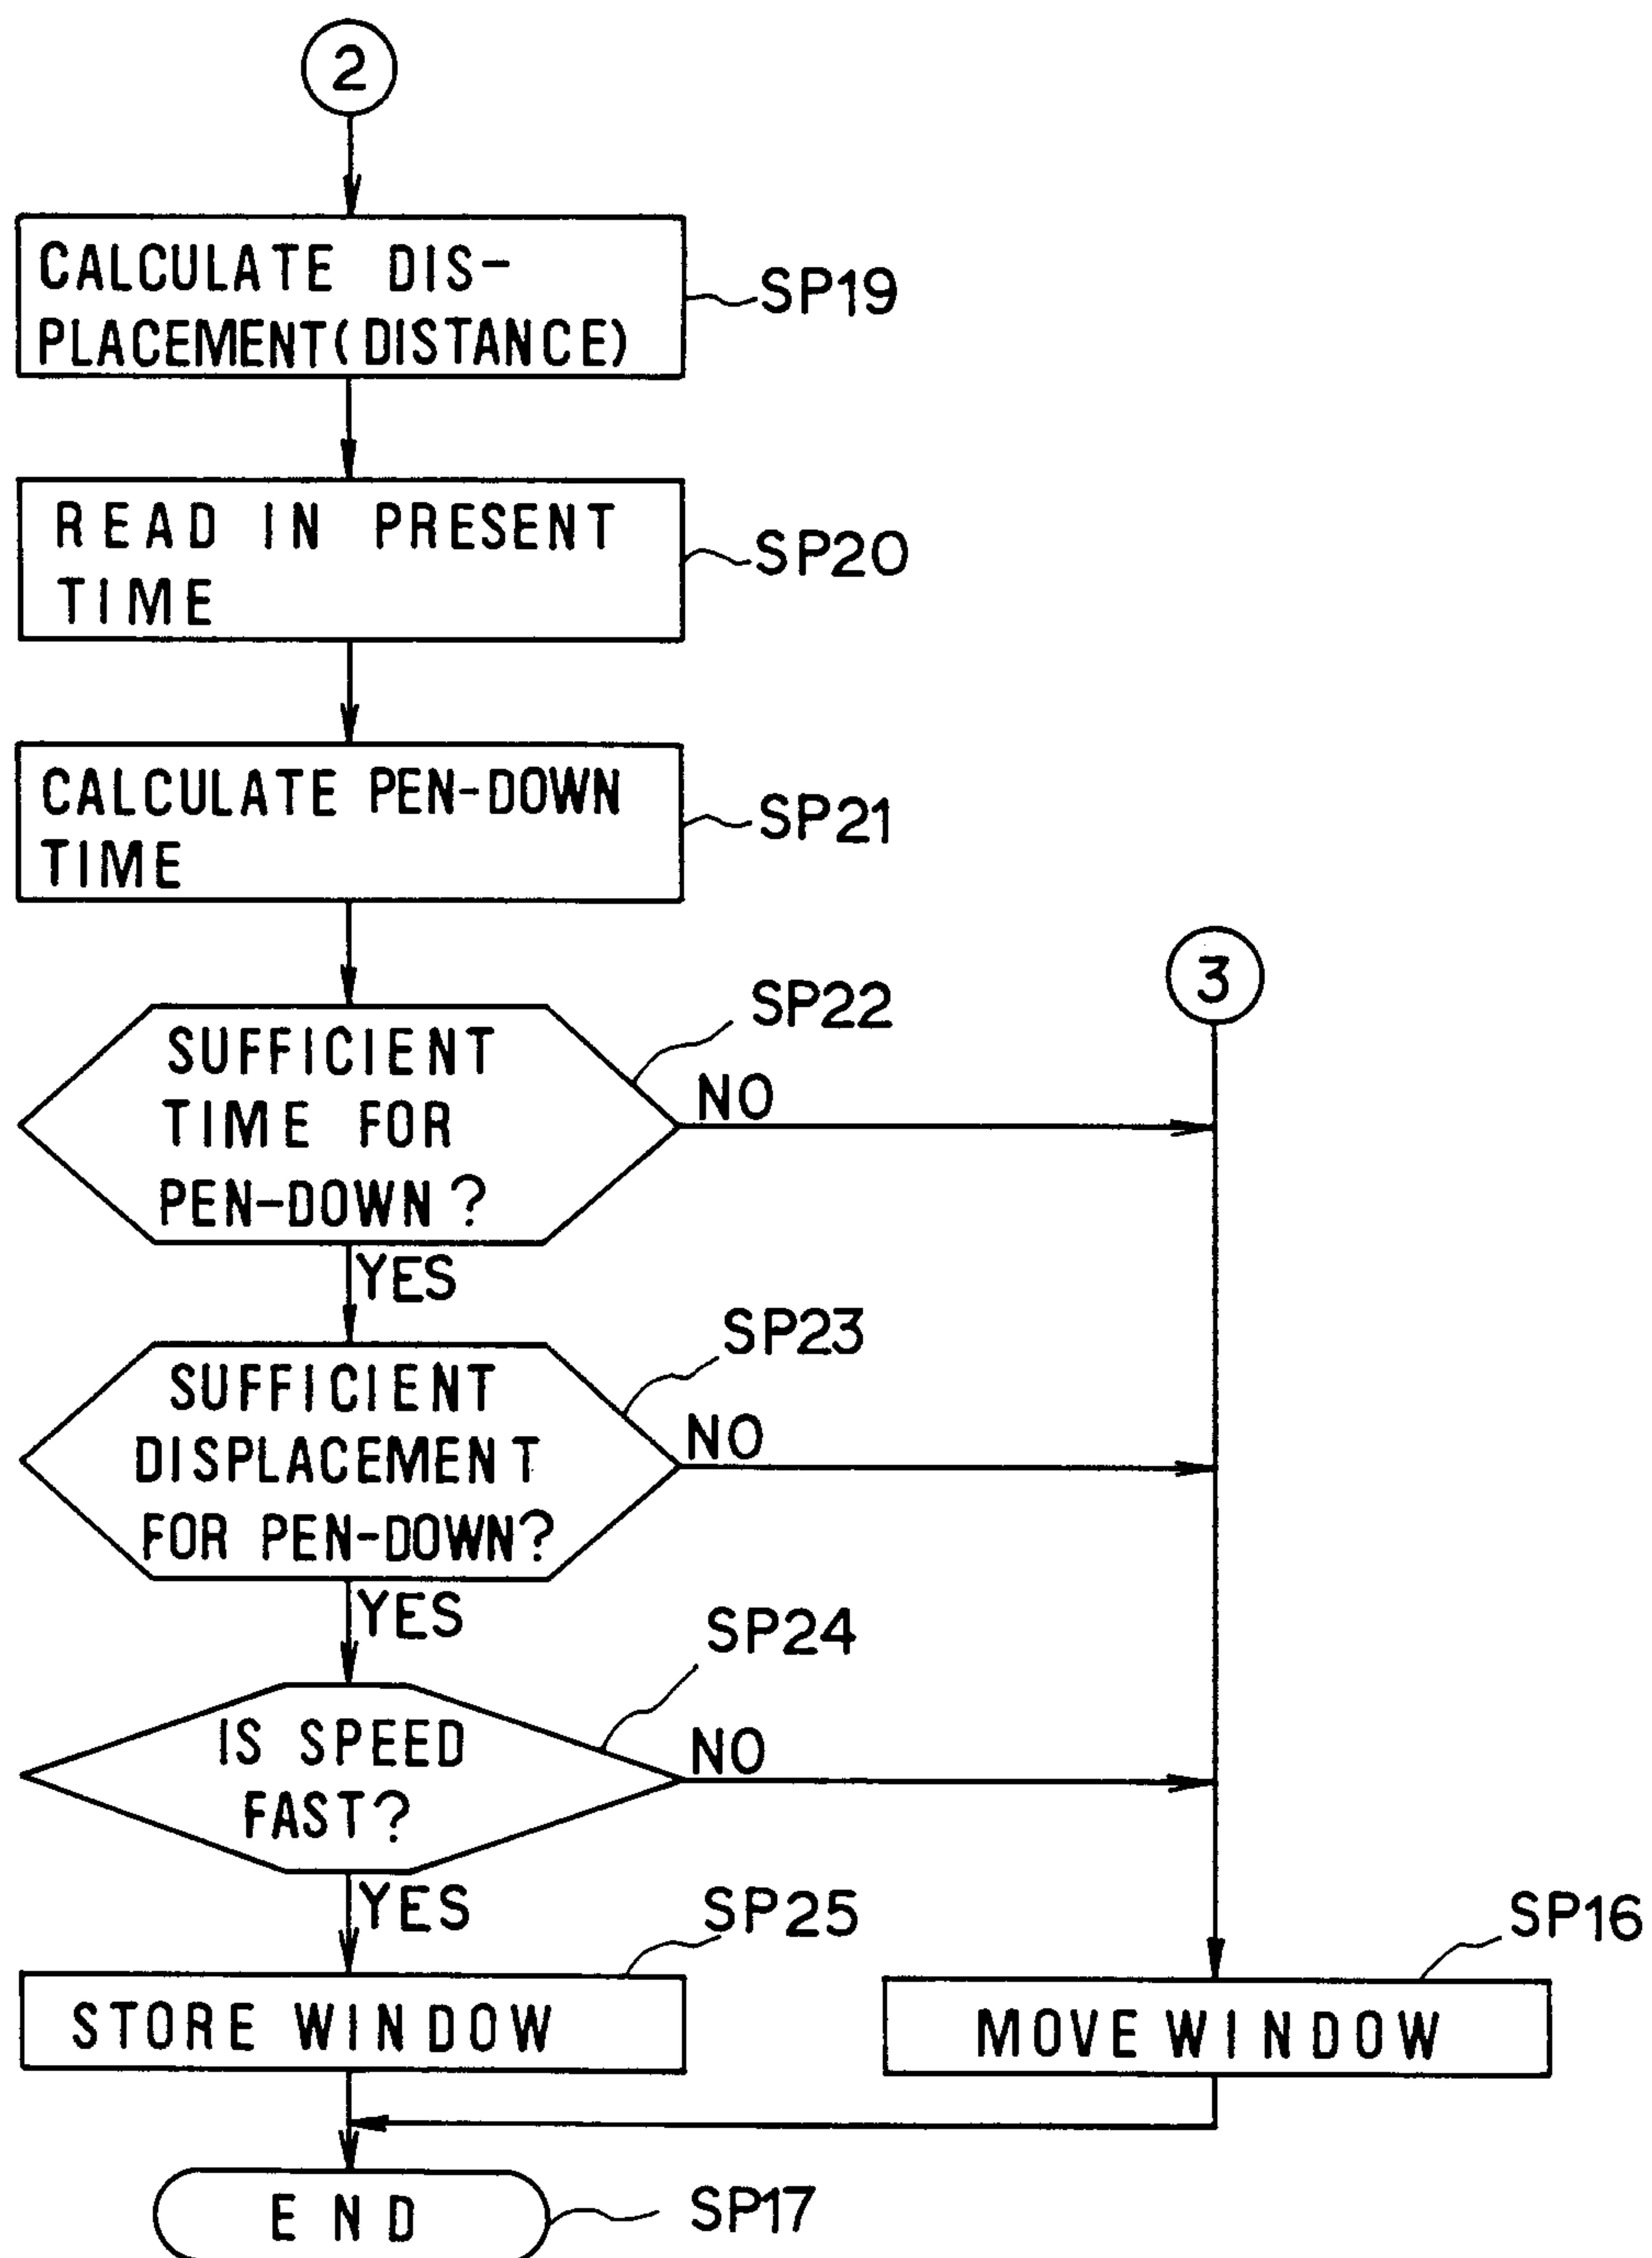 2
CALCULATE DIS-
PLACEMENT(DISTANCE)
SP19
READ IN PRESENT
TIME
SP20
CALCULATE PEN-DOWN
TIME
SP21
3
SUFFICIENT
TIME FOR
PEN-DOWN?
SP22
NO
YES
SUFFICIENT
DISPLACEMENT
FOR PEN-DOWN?
SP23
NO
YES
IS SPEED
FAST?
SP24
NO
YES
STORE WINDOW
SP25
MOVE WINDOW
SP16
END
SP17